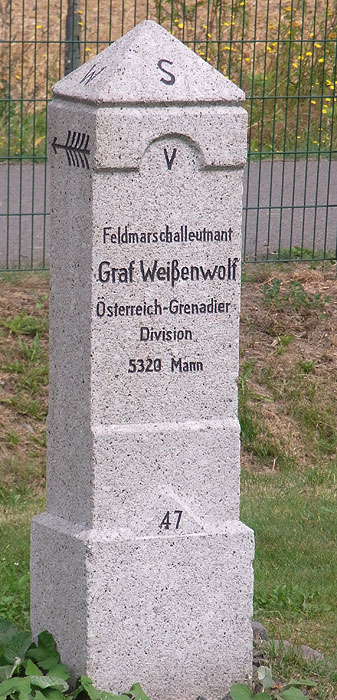 W S
V
Feldmarschalleutnant
Graf Weißenwolf
Österreich-Grenadier
Division
5320 Mann
47